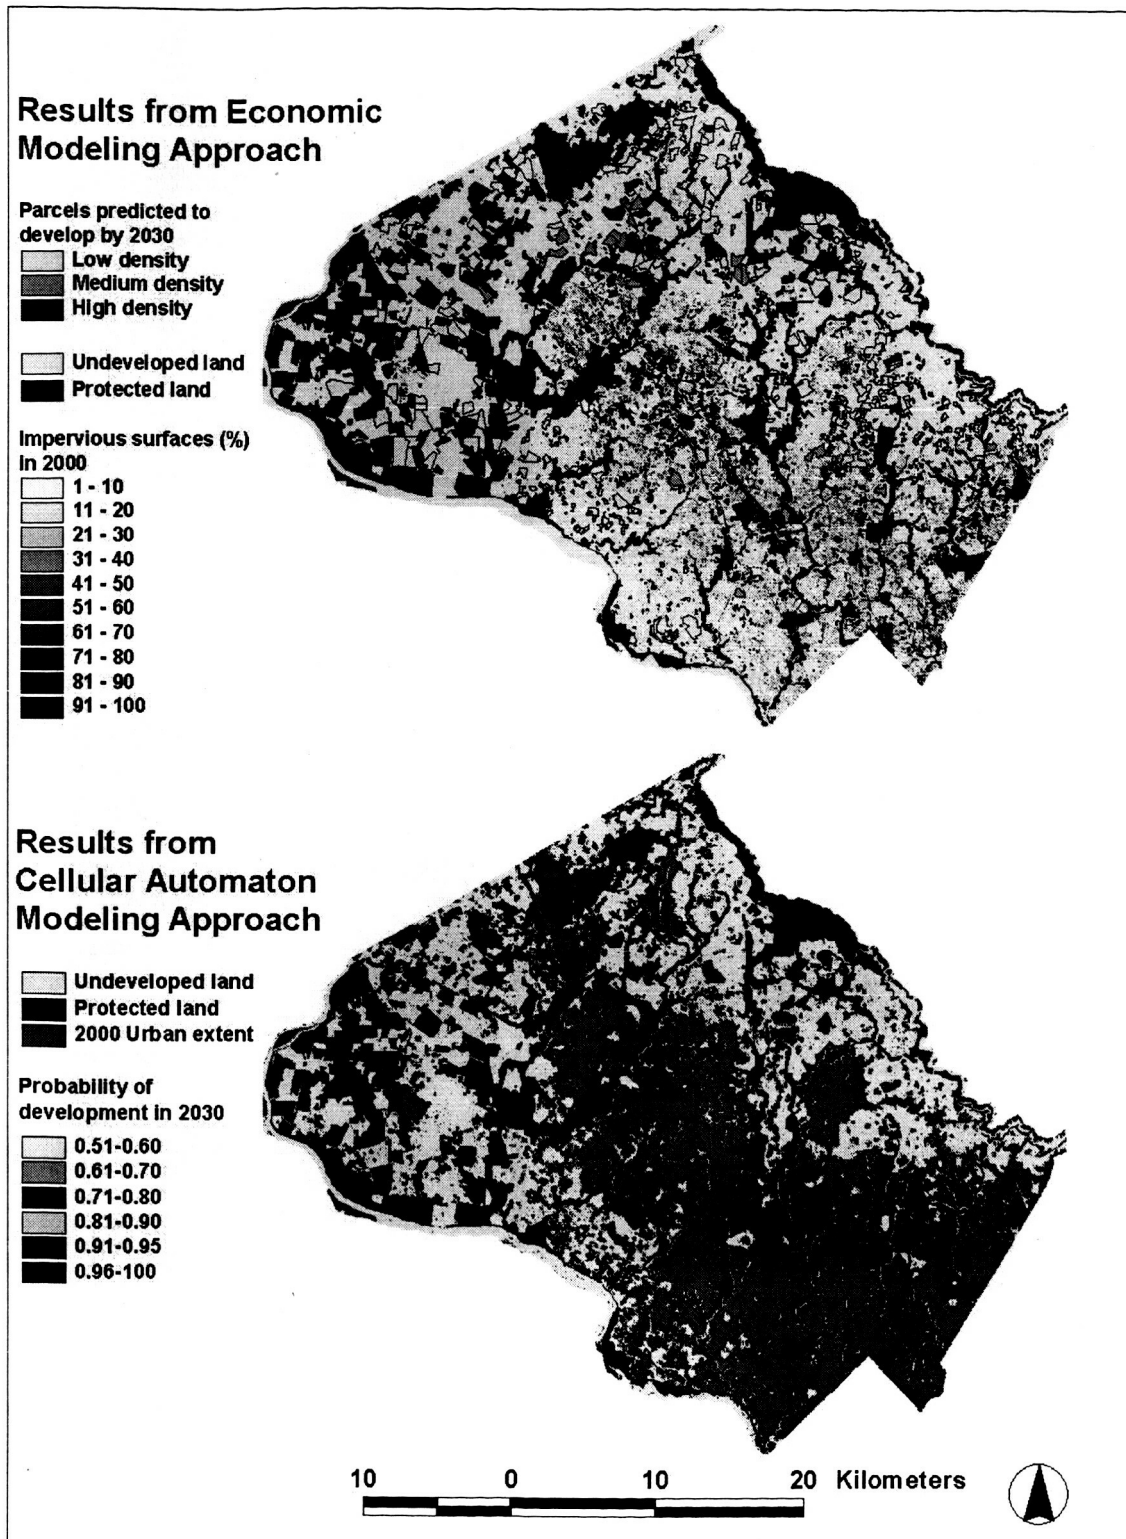 Results from Economic
Modeling Approach
Parcels predicted to
develop by 2030
Low density
Medium density
High density
Undeveloped land
Protected land
Impervious surfaces (%)
in 2000
1 - 10
11 - 20
21 - 30
31 - 40
41 - 50
51 - 60
61 - 70
71 - 80
81 - 90
91 - 100
Results from
Cellular Automaton
Modeling Approach
Undeveloped land
Protected land
2000 Urban extent
Probability of
development in 2030
0.51-0.60
0.61-0.70
0.71-0.80
0.81-0.90
0.91-0.95
0.96-100
10 0 10 20 Kilometers